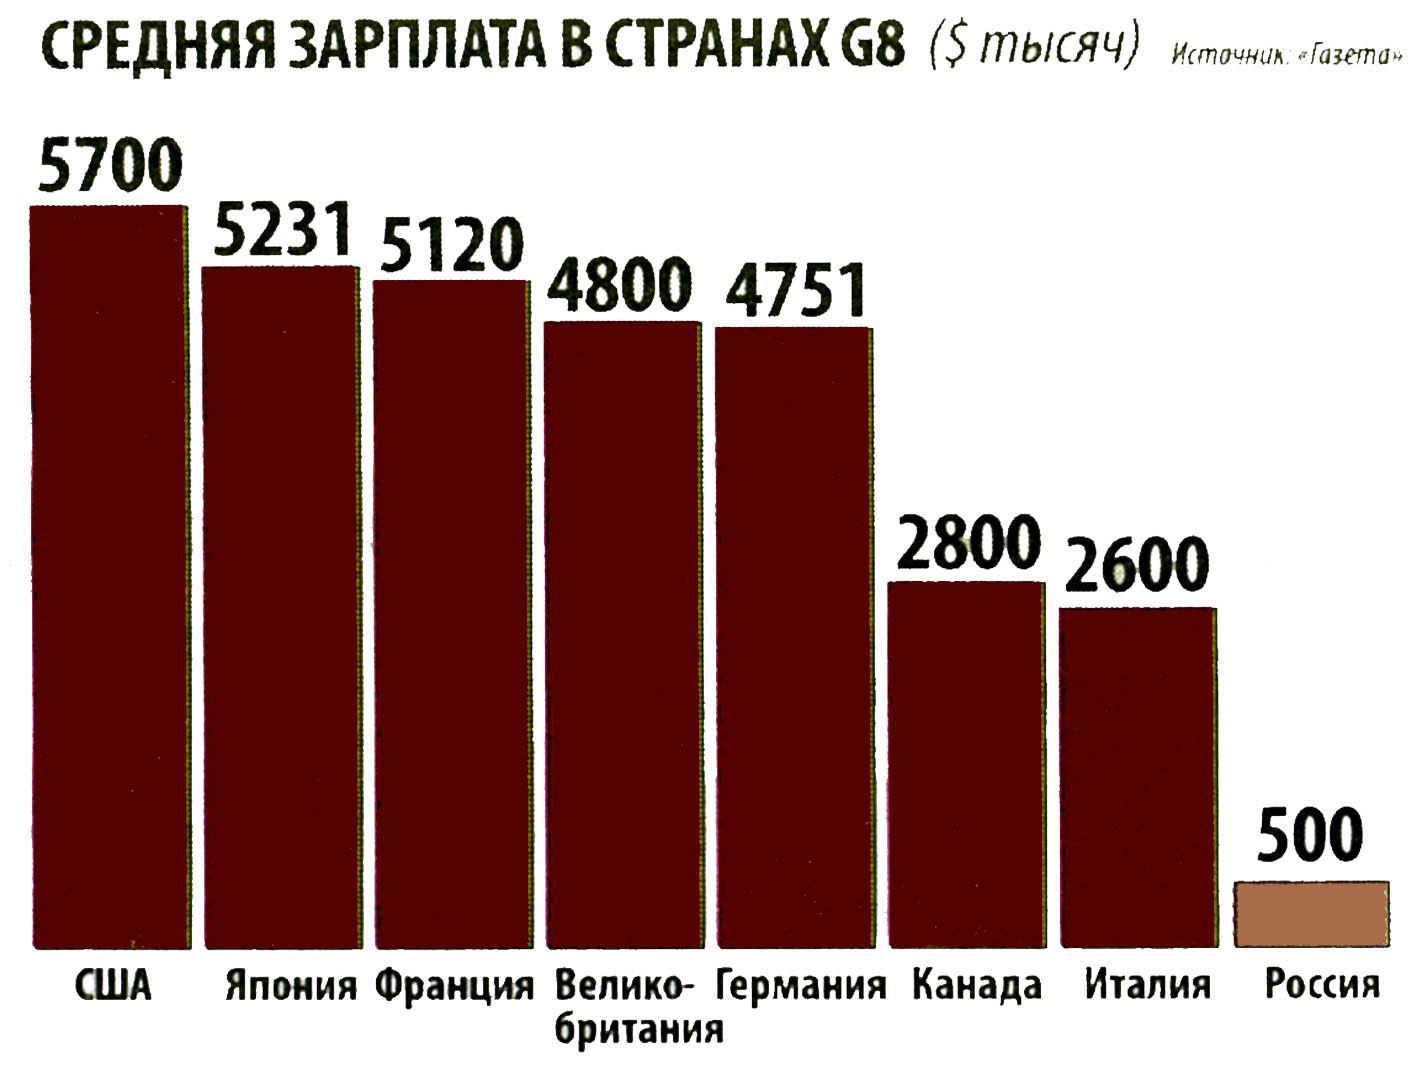 СРЕДНЯЯ ЗАРПЛАТА В СТРАНАХ G8 ($ тысяч) Источник: «Газета»
5700
5231
5120
4800
4751
2800
2600
500
США
Япония
Франция
Велико-
британия
Германия
Канада
Италия
Россия